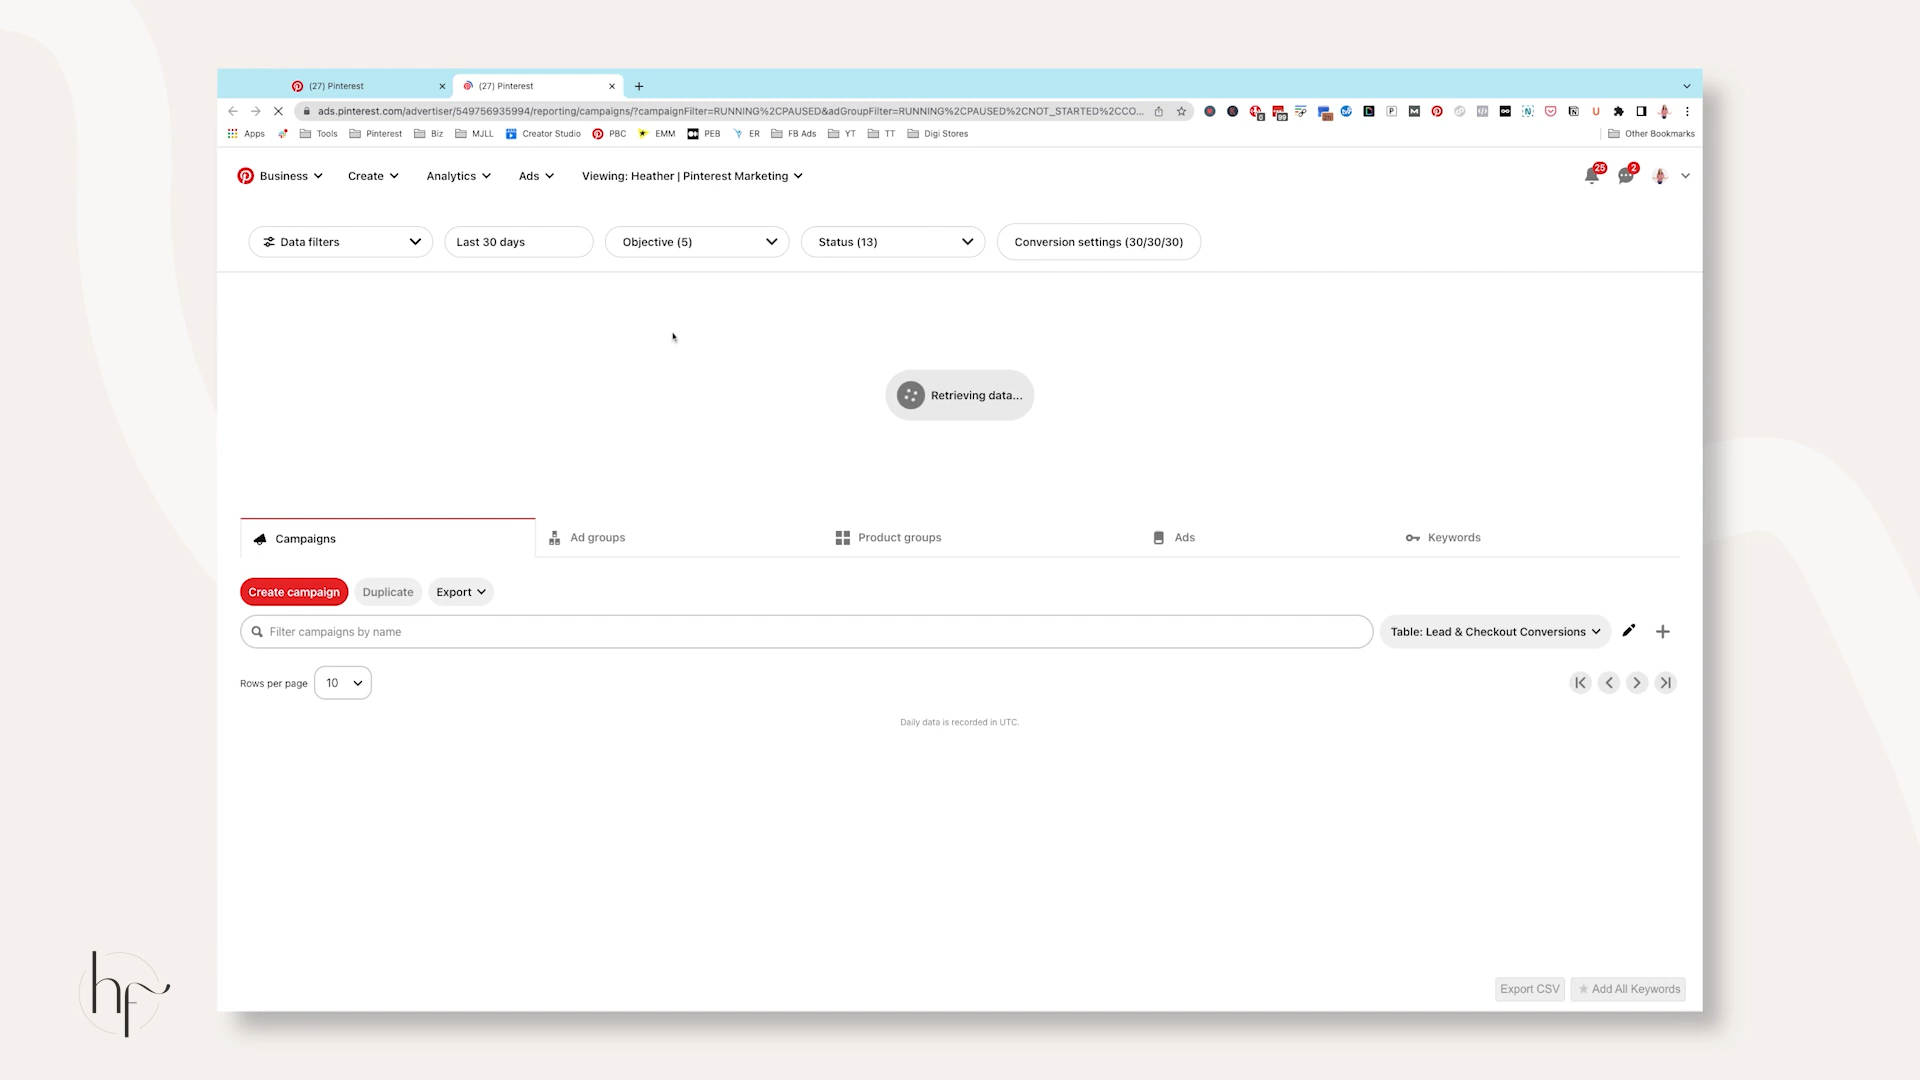 (27) Pinterest
(27) Pinterest
ads.pinterest.com/advertiser/549756935994/reporting/campaigns/?campaignFilter=RUNNING%2CPAUSED&adGroupFilter=RUNNING%2CPAUSED%2CNOT_STARTED%2CCO...
Apps Tools Pinterest Biz MJLL Creator Studio PBC EMM PEB ER FB Ads YT TT Digi Stores Other Bookmarks
Business Create Analytics Ads Viewing: Heather | Pinterest Marketing 25 2
Data filters Last 30 days Objective (5) Status (13) Conversion settings (30/30/30)
Retrieving data...
Campaigns Ad groups Product groups Ads Keywords
Create campaign Duplicate Export
Filter campaigns by name Table: Lead & Checkout Conversions
Rows per page 10
Daily data is recorded in UTC.
Export CSV Add All Keywords
hf